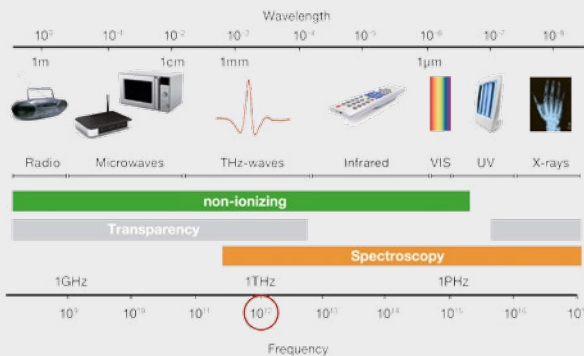 Wavelength
10⁰ 10⁻¹ 10⁻² 10⁻³ 10⁻⁴ 10⁻⁵ 10⁻⁶ 10⁻⁸ 10⁻⁹
1m 1cm 1mm 1µm
Radio Microwaves THz-waves Infrared VIS UV X-rays
non-ionizing
Transparency
Spectroscopy
1GHz 1THz 1PHz
10⁹ 10¹⁰ 10¹¹ 10¹² 10¹³ 10¹⁴ 10¹⁵ 10¹⁶
Frequency